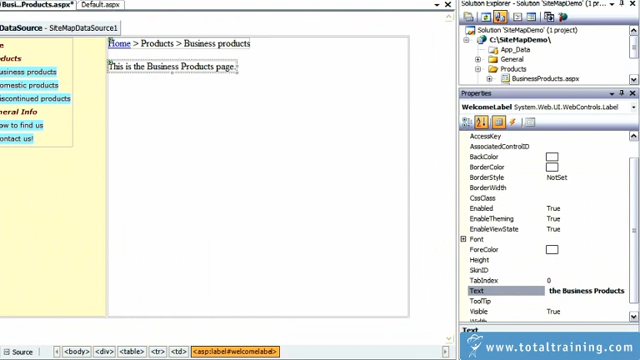 Busi...Products.aspx* Default.aspx
DataSource - SiteMapDataSource1
Home > Products > Business products
This is the Business Products page.
usiness products
omestic products
iscontinued products
eneral Info
ow to find us
ontact us!
Source <body> <div> <table> <tr> <td> <asp:label#welcomelabel>
Solution Explorer - Solution 'SiteMapDemo' (1 project)
Solution 'SiteMapDemo' (1 project)
C:\SiteMapDemo\
App_Data
General
Products
BusinessProducts.aspx
Properties
WelcomeLabel System.Web.UI.WebControls.Label
AccessKey
AssociatedControlID
BackColor
BorderColor
BorderStyle NotSet
BorderWidth
CssClass
Enabled True
EnableTheming True
EnableViewState True
Font
ForeColor
Height
SkinID
TabIndex 0
Text the Business Products
ToolTip
Visible True
Width
Text
www.totaltraining.com